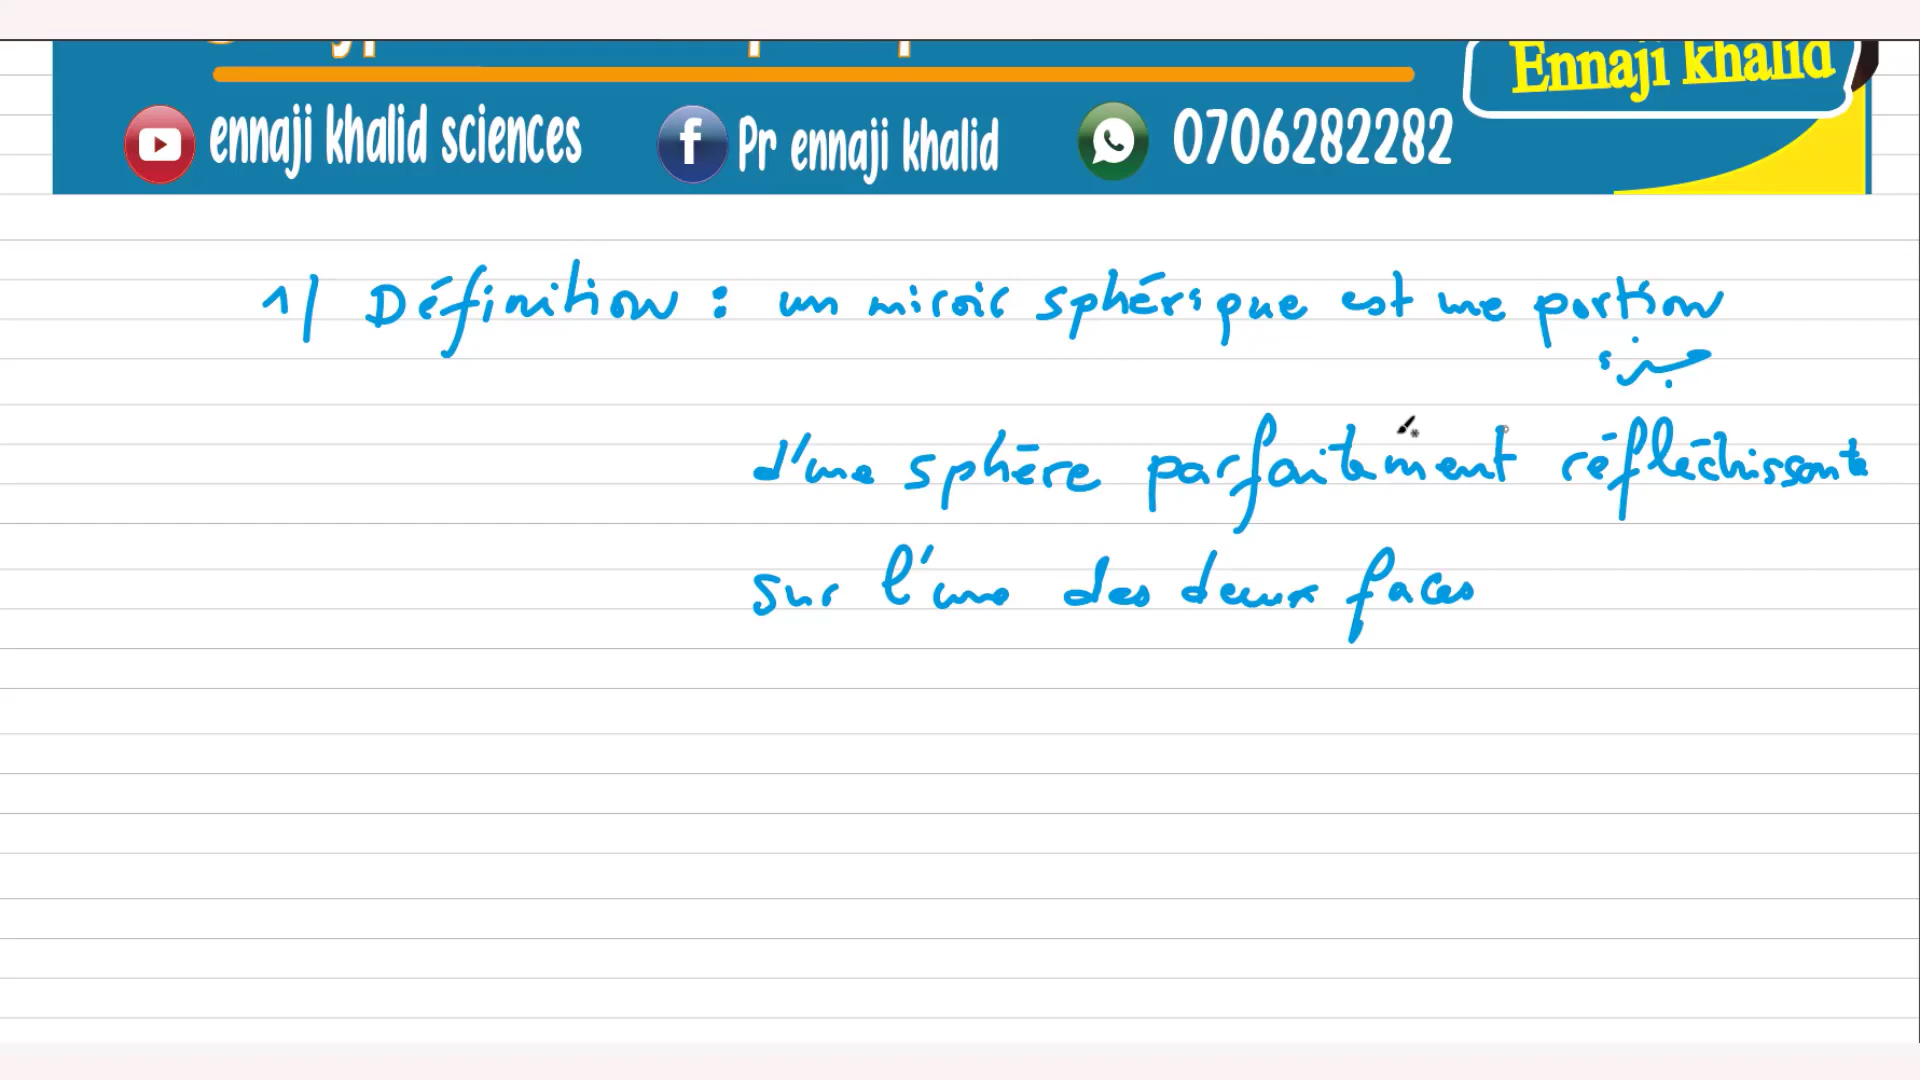 Ennaji khalid
ennaji khalid sciences
Pr ennaji khalid
0706282282
1/ Définition : un miroir sphérique est une portion
جزء
d'une sphère parfaitement réfléchissante
sur l'une des deux faces